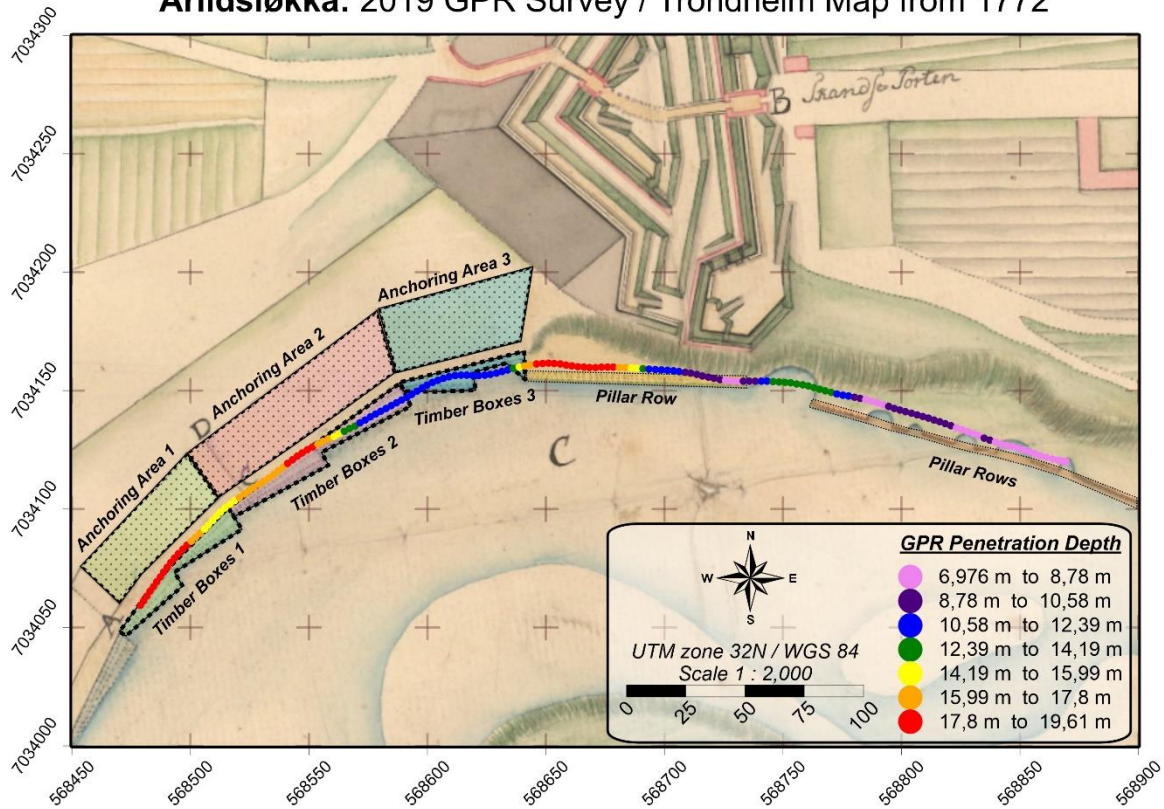 Arildsløkka: 2019 GPR Survey / Trondheim Map from 1772
7034300
7034250
7034200
7034150
7034100
7034050
7034000
B
Anchoring Area 3
Anchoring Area 2
D
Anchoring Area 1
Pillar Row
Timber Boxes 3
Timber Boxes 2
C
Pillar Rows
Timber Boxes 1
A
N
W E
S
UTM zone 32N / WGS 84
Scale 1 : 2,000
0 25 50 75 100
GPR Penetration Depth
6,976 m to 8,78 m
8,78 m to 10,58 m
10,58 m to 12,39 m
12,39 m to 14,19 m
14,19 m to 15,99 m
15,99 m to 17,8 m
17,8 m to 19,61 m
568450 568500 568550 568600 568650 568700 568750 568800 568850 568900